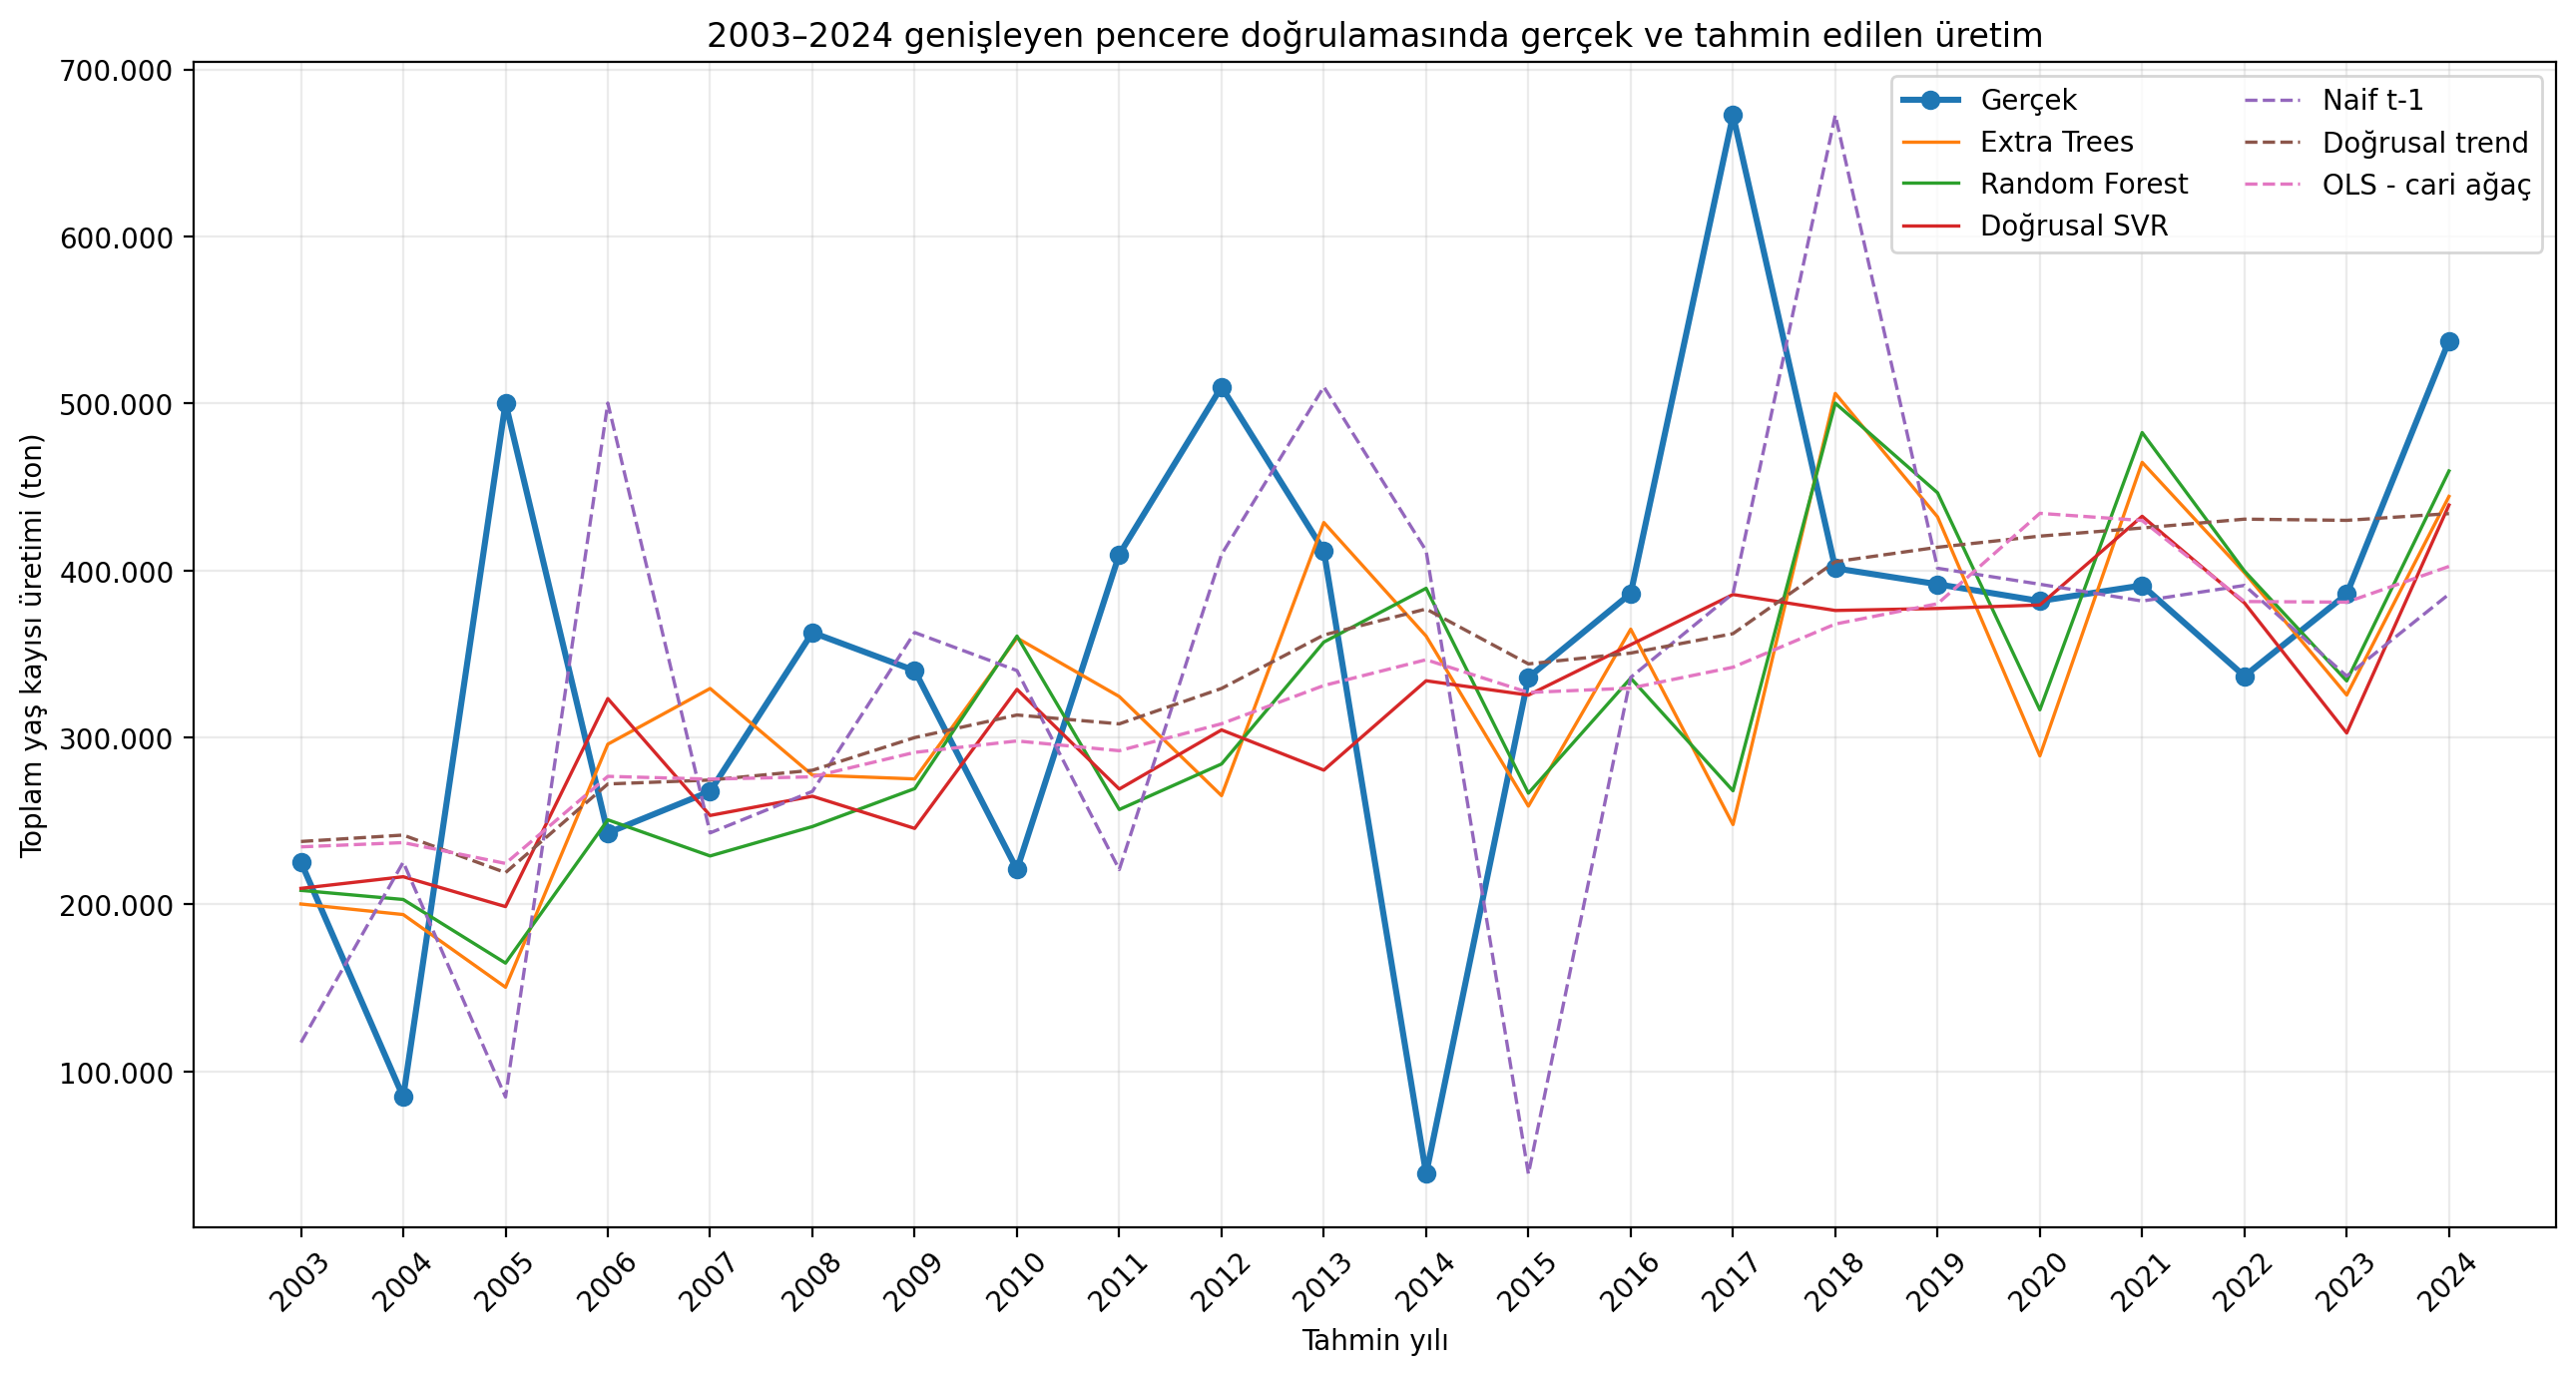 2003–2024 genişleyen pencere doğrulamasında gerçek ve tahmin edilen üretim
Toplam yaş kayısı üretimi (ton)
700.000
600.000
500.000
400.000
300.000
200.000
100.000
Gerçek
Extra Trees
Random Forest
Doğrusal SVR
Naif t-1
Doğrusal trend
OLS - cari ağaç
2003
2004
2005
2006
2007
2008
2009
2010
2011
2012
2013
2014
2015
2016
2017
2018
2019
2020
2021
2022
2023
2024
Tahmin yılı